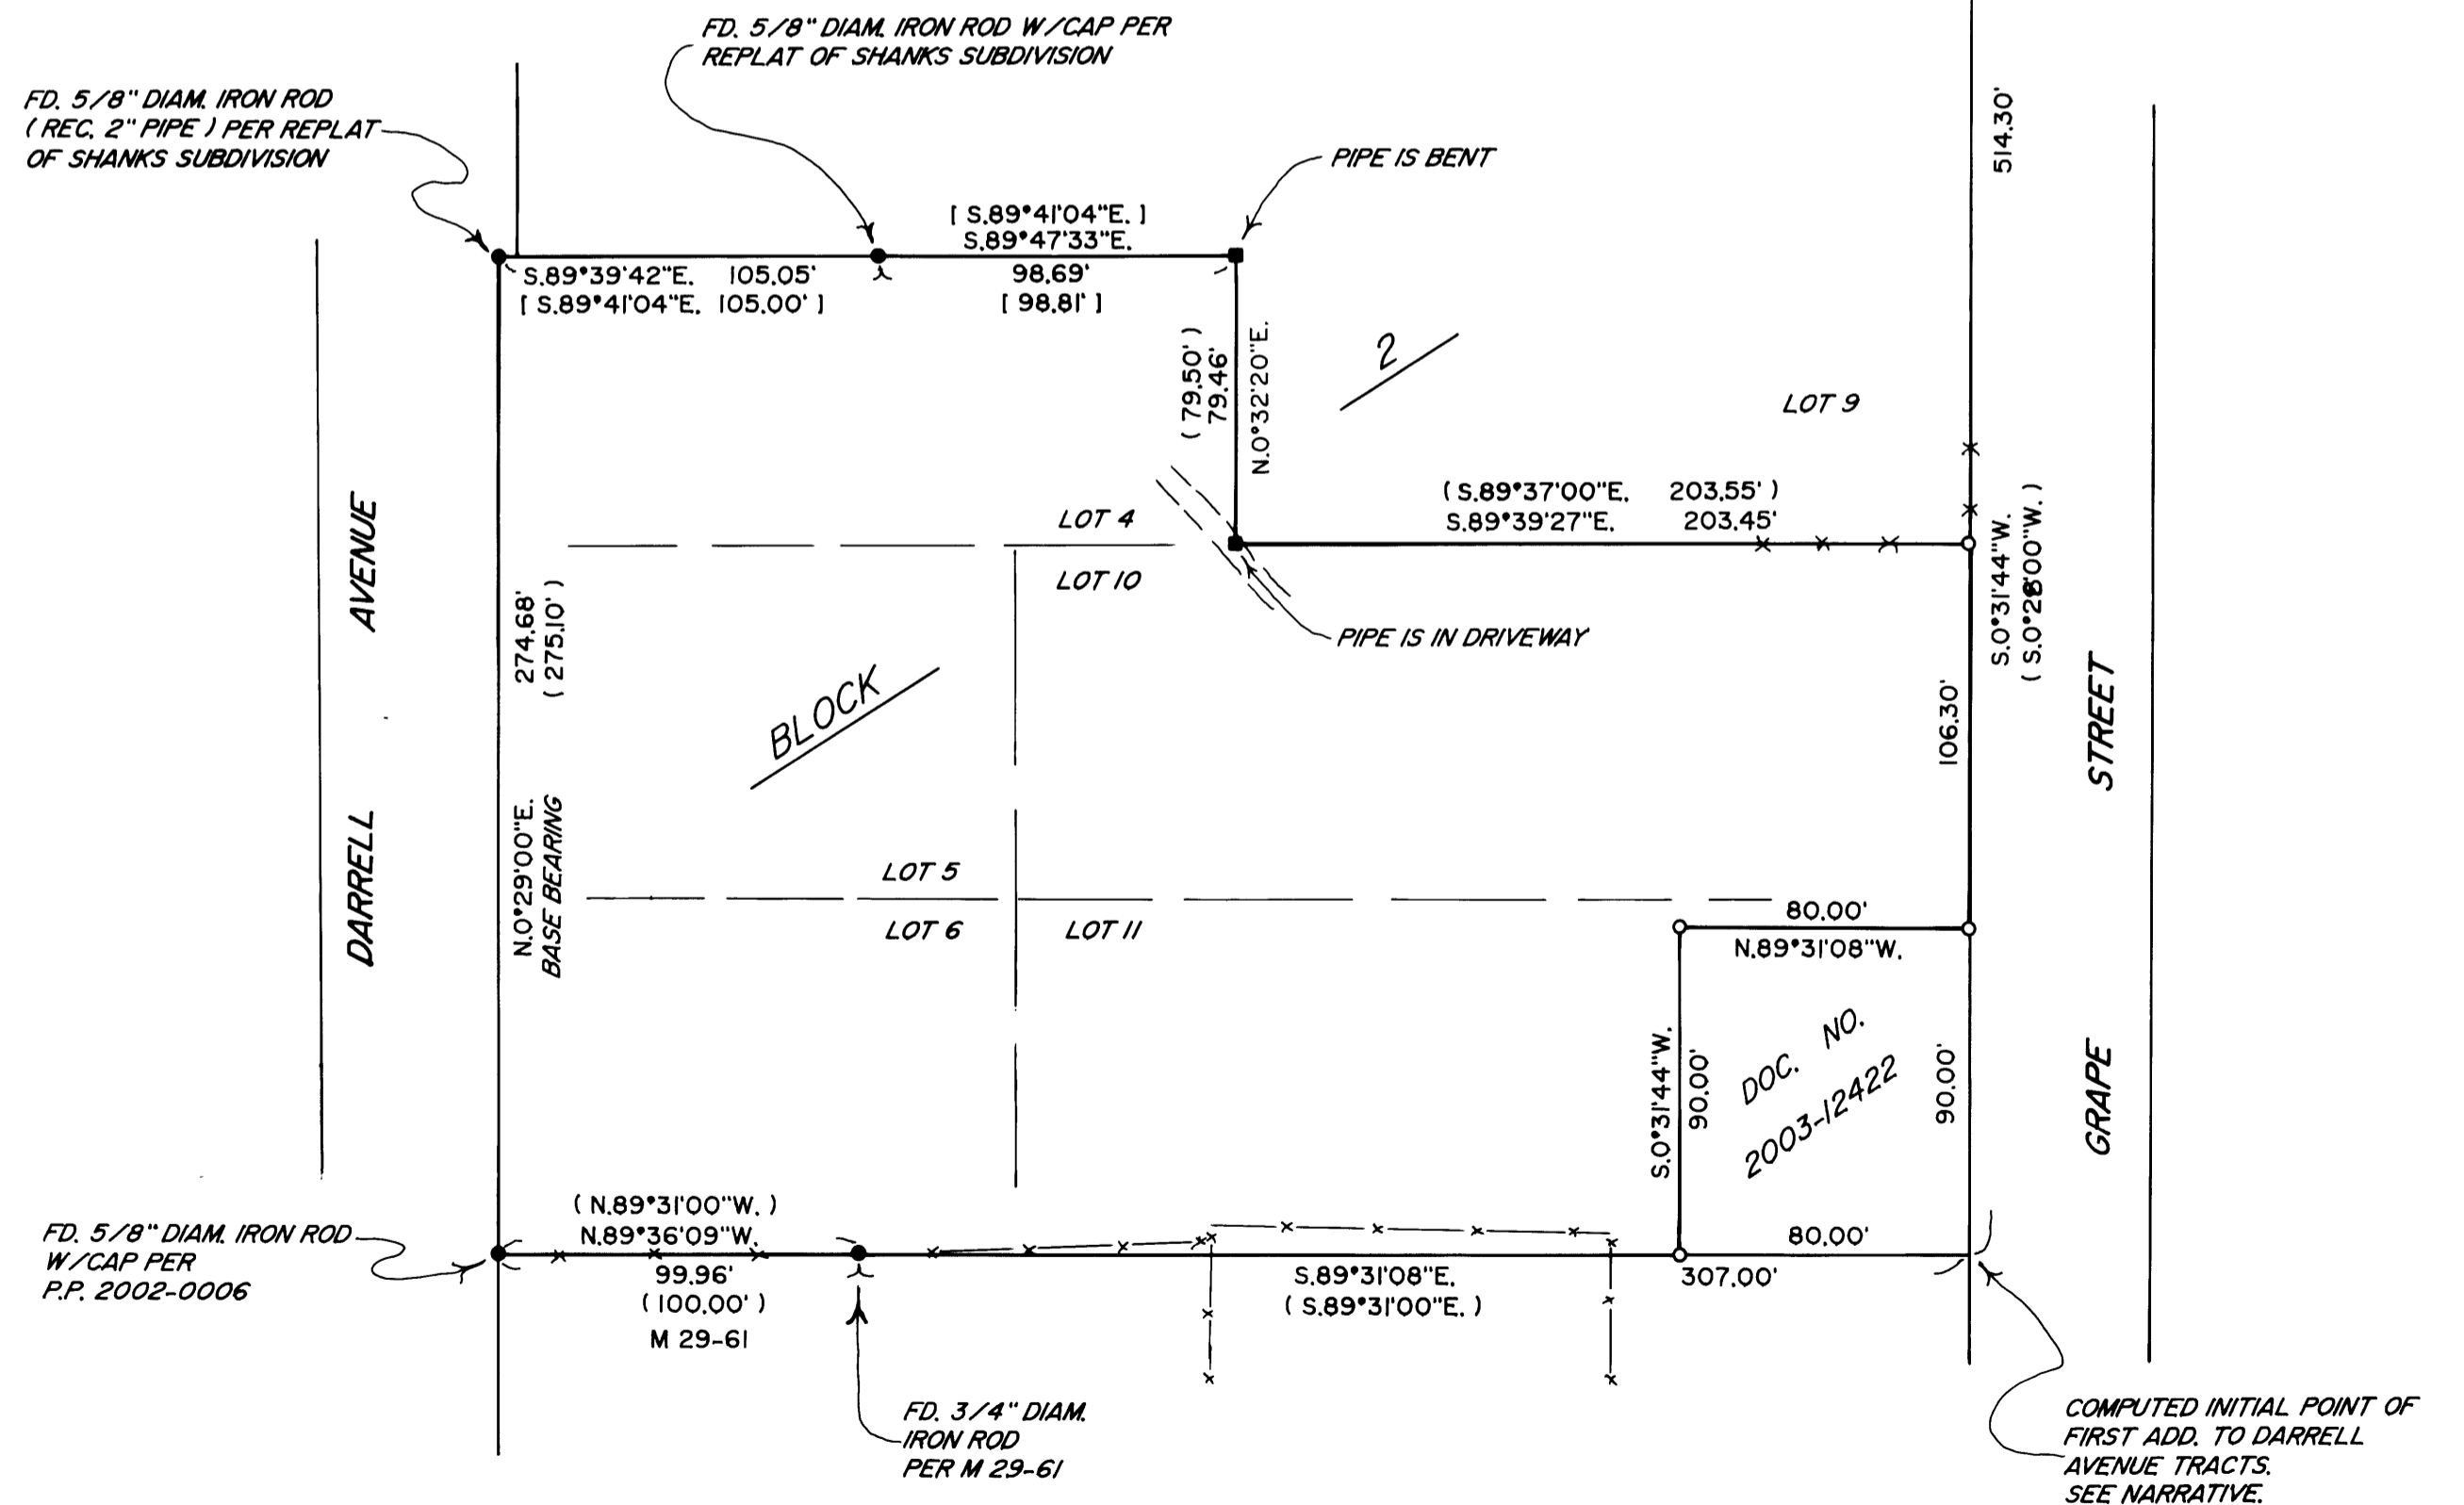 FD. 5/8" DIAM. IRON ROD W/CAP PER
REPLAT OF SHANKS SUBDIVISION
FD. 5/8" DIAM. IRON ROD
( REC. 2" PIPE ) PER REPLAT
OF SHANKS SUBDIVISION
PIPE IS BENT
514.30'
[ S.89°41'04"E. ]
S.89°47'33"E.
S.89°39'42"E. 105.05'
[ S.89°41'04"E. 105.00' ]
98.69'
[ 98.81' ]
( 79.50' )
79.46'
N.0°32'20"E.
2
LOT 9
( S.89°37'00"E. 203.55' )
S.89°39'27"E. 203.45'
S.0°31'44"W.
( S.0°28'00"W. )
LOT 4
LOT 10
PIPE IS IN DRIVEWAY
DARRELL AVENUE
274.68'
( 275.10' )
N.0°29'00"E.
BASE BEARING
BLOCK
106.30'
GRAPE STREET
LOT 5
LOT 6
LOT 11
80.00'
N.89°31'08"W.
S.0°31'44"W.
90.00'
DOC. NO.
2003-12422
90.00'
( N.89°31'00"W. )
N.89°36'09"W.
99.96'
( 100.00' )
M 29-61
FD. 5/8" DIAM. IRON ROD
W/CAP PER
P.P. 2002-0006
80.00'
S.89°31'08"E.
307.00'
( S.89°31'00"E. )
FD. 3/4" DIAM.
IRON ROD
PER M 29-61
COMPUTED INITIAL POINT OF
FIRST ADD. TO DARRELL
AVENUE TRACTS.
SEE NARRATIVE.